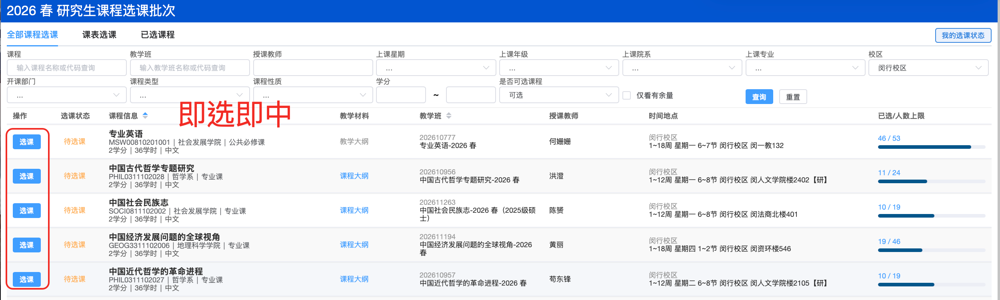 2026 春 研究生课程选课批次
全部课程选课 课表选课 已选课程 我的选课状态
课程 教学班 授课教师 上课星期 上课年级 上课院系 上课专业 校区
输入课程名称或代码查询 输入教学班名称或代码查询 ... ... ... ... 闵行校区
开课部门 课程类型 课程性质 学分 是否可选课程
... ... ... ~ 可选 仅看有余量 查询 重置
即选即中
操作 选课状态 课程信息 教学材料 教学班 授课教师 时间地点 已选/人数上限
选课 待选课 专业英语
MSW00810201001 | 社会发展学院 | 公共必修课
2学分 | 36学时 | 中文
教学大纲
202610777
专业英语-2026 春
何姗姗
闵行校区
1~18周 星期一 6~7节 闵行校区 闵一教132
46 / 53
选课 待选课 中国古代哲学专题研究
PHIL0311102028 | 哲学系 | 专业课
2学分 | 36学时 | 中文
课程大纲
202610956
中国古代哲学专题研究-2026 春
洪澄
闵行校区
1~12周 星期一 6~8节 闵行校区 闵人文学院楼2402【研】
11 / 24
选课 待选课 中国社会民族志
SOCI0811102002 | 社会发展学院 | 专业课
2学分 | 36学时 | 中文
课程大纲
202611263
中国社会民族志-2026 春（2025级硕
士）
陈赟
闵行校区
1~12周 星期一 6~8节 闵行校区 闵法商北楼401
10 / 19
选课 待选课 中国经济发展问题的全球视角
GEOG3311102006 | 地理科学学院 | 专业课
2学分 | 36学时 | 中文
课程大纲
202611194
中国经济发展问题的全球视角-2026
春
黄丽
闵行校区
1~18周 星期四 1~2节 闵行校区 闵资环楼546
19 / 46
选课 待选课 中国近代哲学的革命进程
PHIL0311102027 | 哲学系 | 专业课
2学分 | 36学时 | 中文
课程大纲
202610957
中国近代哲学的革命进程-2026 春
苟东锋
闵行校区
1~12周 星期二 6~8节 闵行校区 闵人文学院楼2105【研】
10 / 19